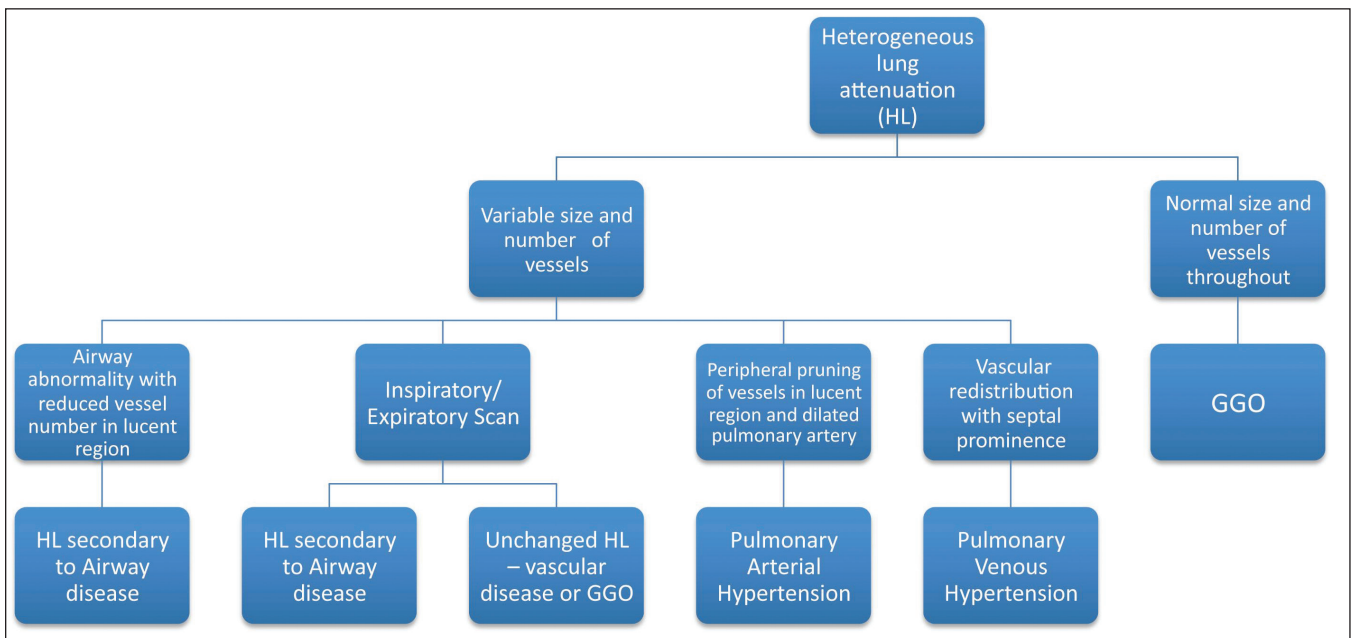 Heterogeneous
lung
attenuation
(HL)
Variable size and
number of
vessels
Normal size and
number of
vessels
throughout
Airway
abnormality with
reduced vessel
number in lucent
region
Inspiratory/
Expiratory Scan
Peripheral pruning
of vessels in lucent
region and dilated
pulmonary artery
Vascular
redistribution
with septal
prominence
GGO
HL secondary
to Airway
disease
HL secondary
to Airway
disease
Unchanged HL
– vascular
disease or GGO
Pulmonary
Arterial
Hypertension
Pulmonary
Venous
Hypertension